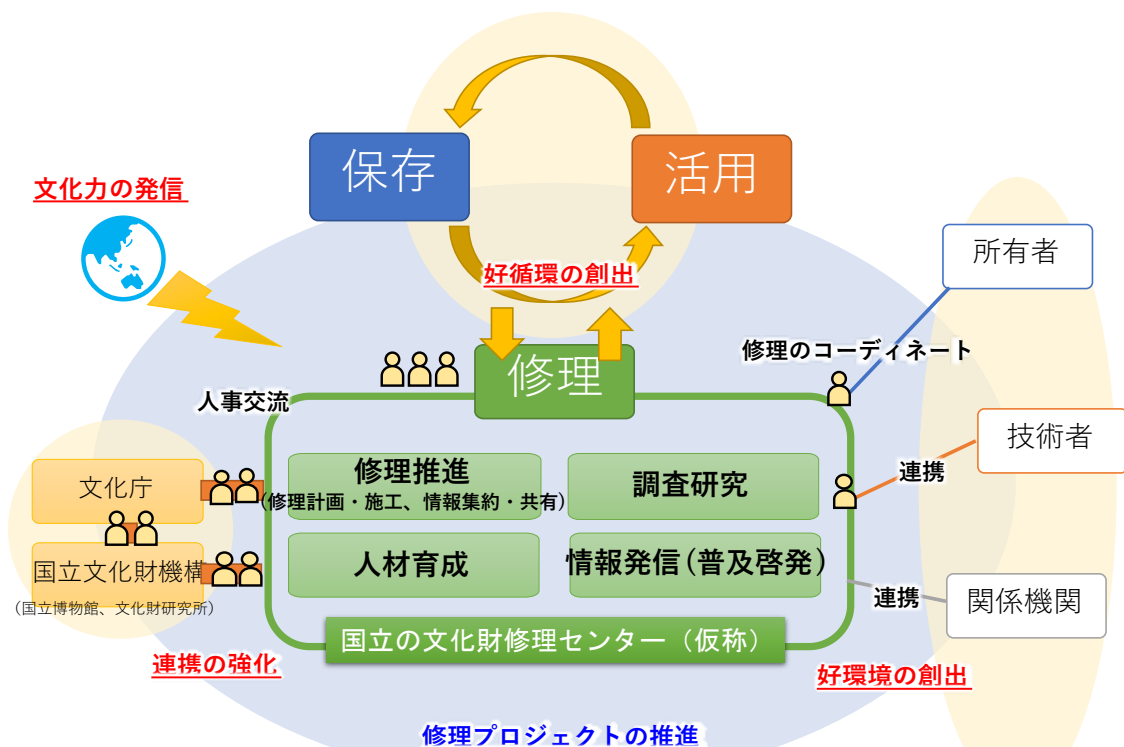 保存
活用
文化力の発信
好循環の創出
所有者
修理のコーディネート
修理
人事交流
技術者
連携
文化庁
修理推進
(修理計画・施工、情報集約・共有)
調査研究
国立文化財機構
(国立博物館、文化財研究所)
人材育成
情報発信(普及啓発)
連携
関係機関
国立の文化財修理センター（仮称）
連携の強化
好環境の創出
修理プロジェクトの推進